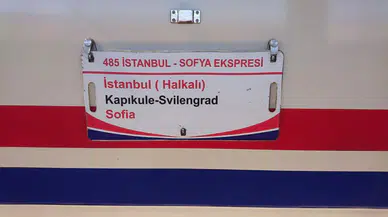 485 İSTANBUL - SOFYA EKSPRESİ
İstanbul ( Halkalı)
Kapıkule-Svilengrad
Sofia